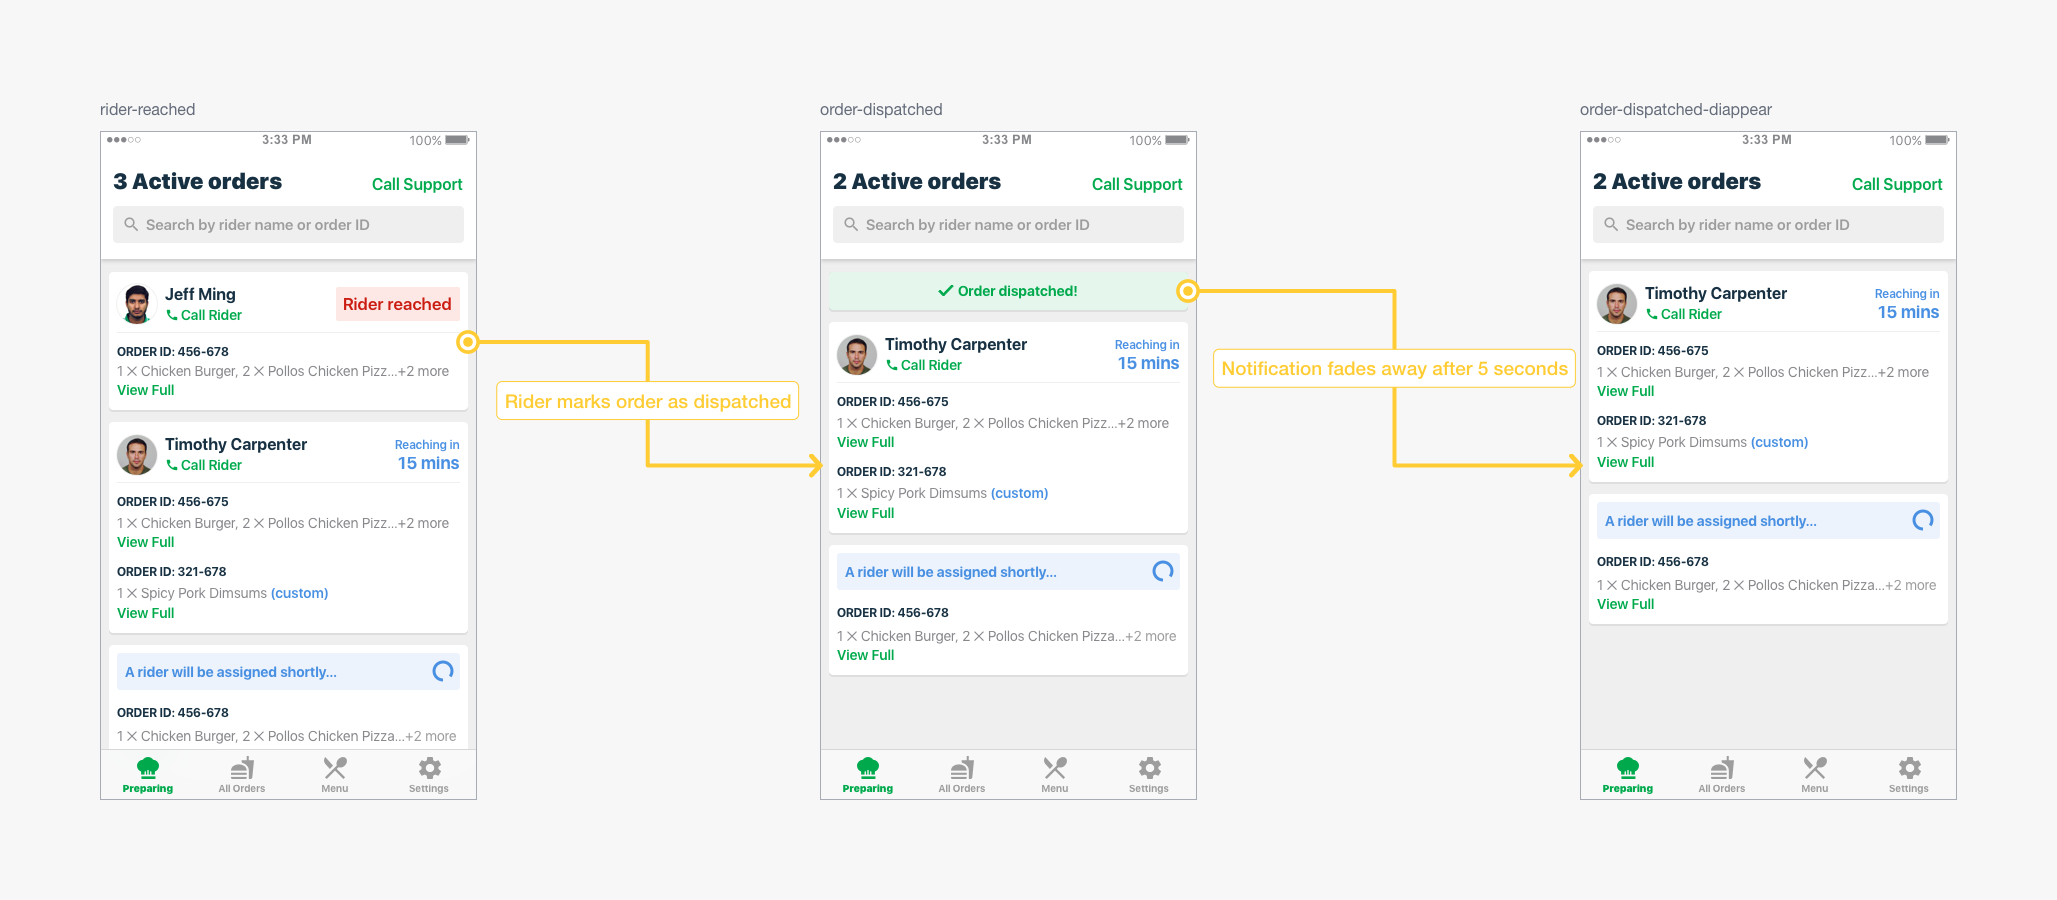 rider-reached
3:33 PM
100%
3 Active orders
Call Support
Search by rider name or order ID
Jeff Ming
Call Rider
Rider reached
ORDER ID: 456-678
1 × Chicken Burger, 2 × Pollos Chicken Pizz...+2 more
View Full
Timothy Carpenter
Call Rider
Reaching in
15 mins
ORDER ID: 456-675
1 × Chicken Burger, 2 × Pollos Chicken Pizz...+2 more
View Full
ORDER ID: 321-678
1 × Spicy Pork Dimsums (custom)
View Full
A rider will be assigned shortly...
ORDER ID: 456-678
1 × Chicken Burger, 2 × Pollos Chicken Pizza...+2 more
Preparing
All Orders
Menu
Settings
Rider marks order as dispatched
order-dispatched
3:33 PM
100%
2 Active orders
Call Support
Search by rider name or order ID
Order dispatched!
Timothy Carpenter
Call Rider
Reaching in
15 mins
ORDER ID: 456-675
1 × Chicken Burger, 2 × Pollos Chicken Pizz...+2 more
View Full
ORDER ID: 321-678
1 × Spicy Pork Dimsums (custom)
View Full
A rider will be assigned shortly...
ORDER ID: 456-678
1 × Chicken Burger, 2 × Pollos Chicken Pizza...+2 more
View Full
Preparing
All Orders
Menu
Settings
Notification fades away after 5 seconds
order-dispatched-diappear
3:33 PM
100%
2 Active orders
Call Support
Search by rider name or order ID
Timothy Carpenter
Call Rider
Reaching in
15 mins
ORDER ID: 456-675
1 × Chicken Burger, 2 × Pollos Chicken Pizz...+2 more
View Full
ORDER ID: 321-678
1 × Spicy Pork Dimsums (custom)
View Full
A rider will be assigned shortly...
ORDER ID: 456-678
1 × Chicken Burger, 2 × Pollos Chicken Pizza...+2 more
View Full
Preparing
All Orders
Menu
Settings